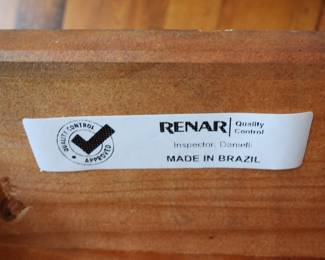 QUALITY CONTROL
APPROVED
RENAR
Quality
Control
Inspector: Danielli
MADE IN BRAZIL